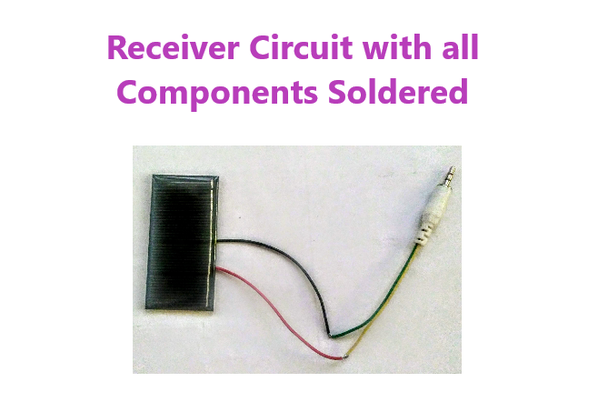 Receiver Circuit with all
Components Soldered